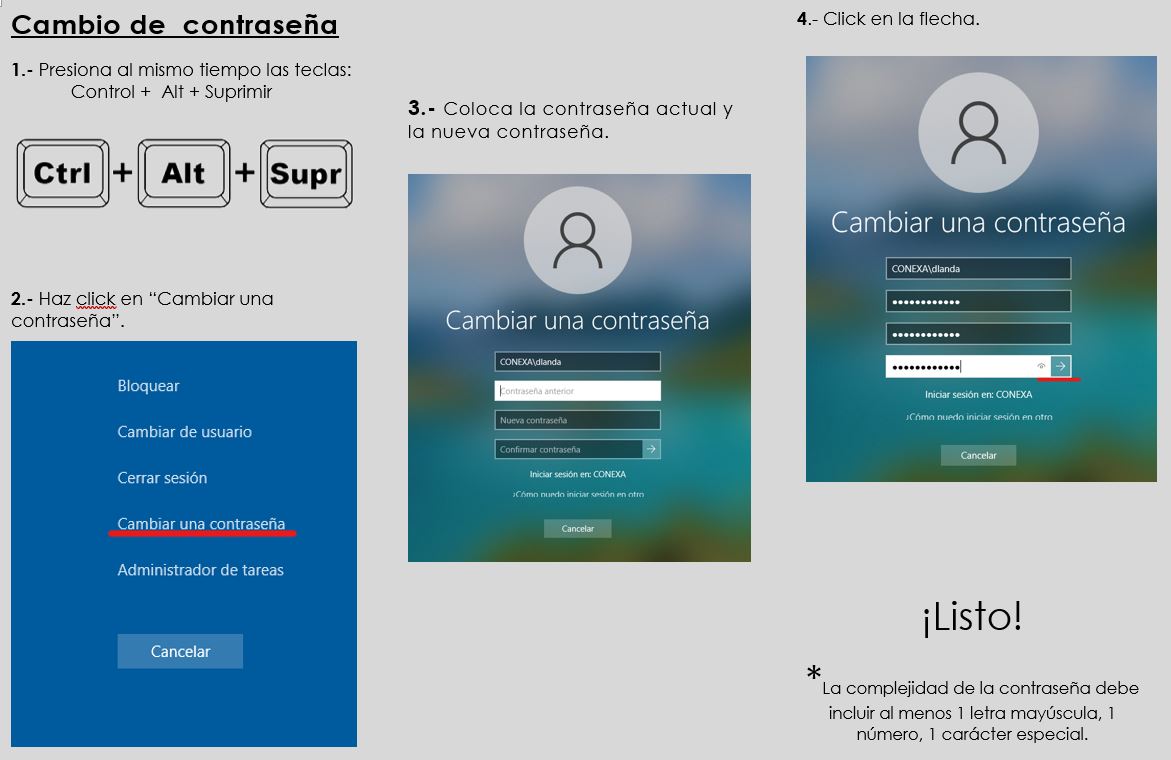 Cambio de contraseña
1.- Presiona al mismo tiempo las teclas:
Control + Alt + Suprimir
Ctrl + Alt + Supr
2.- Haz click en “Cambiar una
contraseña”.
Bloquear
Cambiar de usuario
Cerrar sesión
Cambiar una contraseña
Administrador de tareas
Cancelar
3.- Coloca la contraseña actual y
la nueva contraseña.
Cambiar una contraseña
CONEXA\dlanda
Contraseña anterior
Nueva contraseña
Confirmar contraseña
Iniciar sesión en: CONEXA
¿Cómo puedo iniciar sesión en otro
Cancelar
4.- Click en la flecha.
Cambiar una contraseña
CONEXA\dlanda
••••••••••••
••••••••••••
••••••••••••
Iniciar sesión en: CONEXA
¿Cómo puedo iniciar sesión en otro
Cancelar
¡Listo!
*La complejidad de la contraseña debe
incluir al menos 1 letra mayúscula, 1
número, 1 carácter especial.